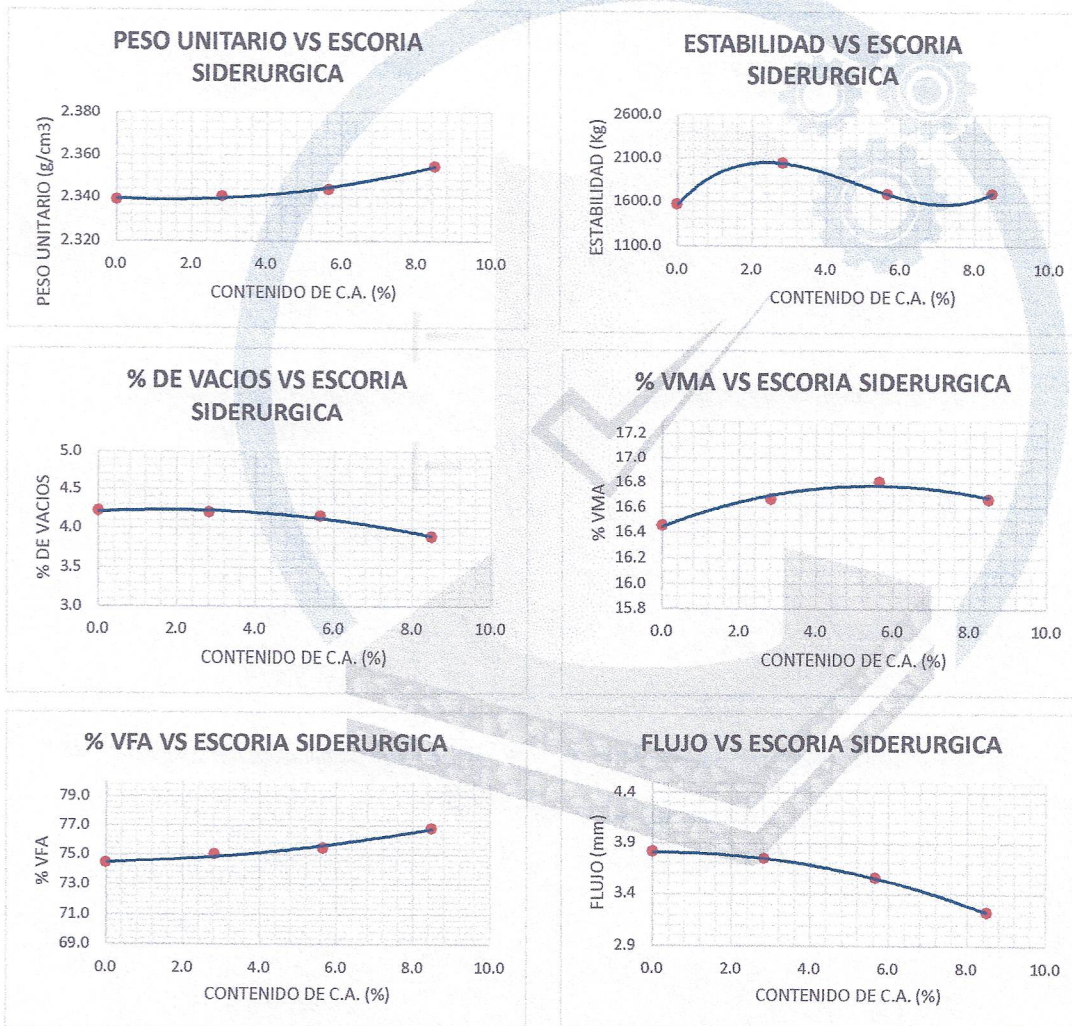 PESO UNITARIO VS ESCORIA
SIDERURGICA
PESO UNITARIO (g/cm3)
2.380
2.360
2.340
2.320
0.0 2.0 4.0 6.0 8.0 10.0
CONTENIDO DE C.A. (%)
ESTABILIDAD VS ESCORIA
SIDERURGICA
ESTABILIDAD (Kg)
2600.0
2100.0
1600.0
1100.0
0.0 2.0 4.0 6.0 8.0 10.0
CONTENIDO DE C.A. (%)
% DE VACIOS VS ESCORIA
SIDERURGICA
% DE VACIOS
5.0
4.5
4.0
3.5
3.0
0.0 2.0 4.0 6.0 8.0 10.0
CONTENIDO DE C.A. (%)
% VMA VS ESCORIA SIDERURGICA
% VMA
17.2
17.0
16.8
16.6
16.4
16.2
16.0
15.8
0.0 2.0 4.0 6.0 8.0 10.0
CONTENIDO DE C.A. (%)
% VFA VS ESCORIA SIDERURGICA
% VFA
79.0
77.0
75.0
73.0
71.0
69.0
0.0 2.0 4.0 6.0 8.0 10.0
CONTENIDO DE C.A. (%)
FLUJO VS ESCORIA SIDERURGICA
FLUJO (mm)
4.4
3.9
3.4
2.9
0.0 2.0 4.0 6.0 8.0 10.0
CONTENIDO DE C.A. (%)